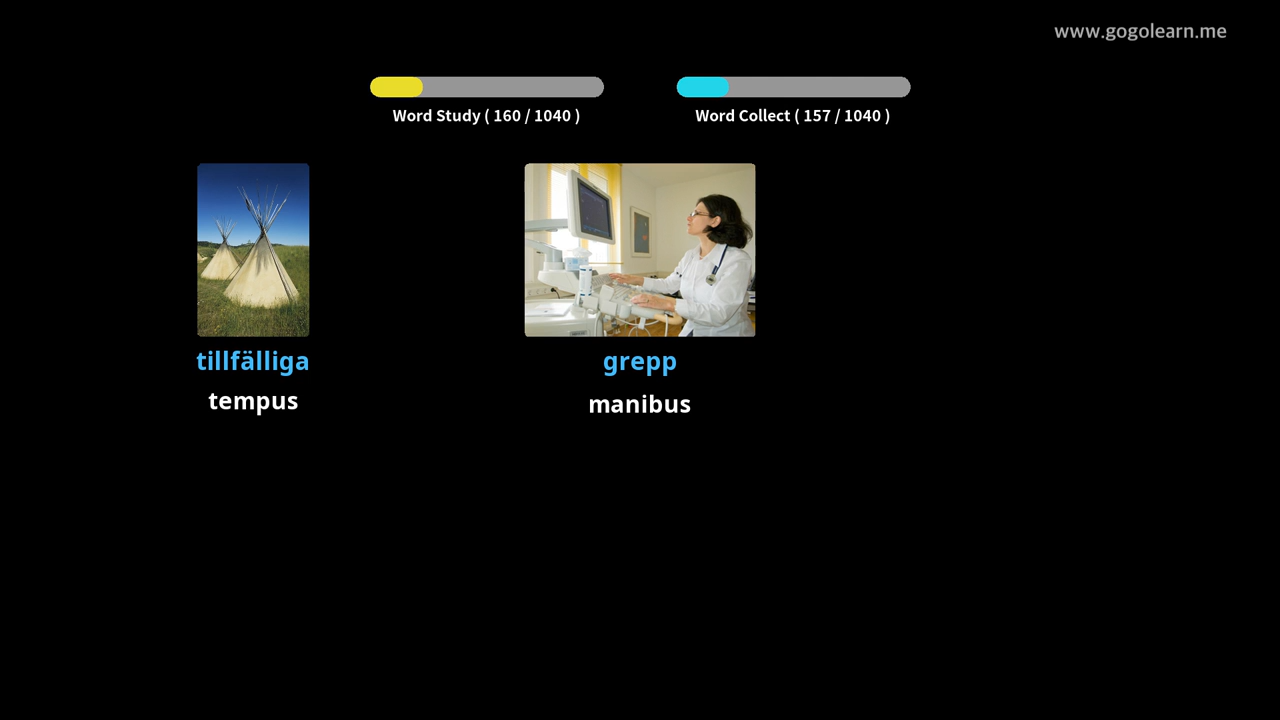 www.gogolearn.me
Word Study ( 160 / 1040 )
Word Collect ( 157 / 1040 )
tillfälliga
grepp
tempus
manibus